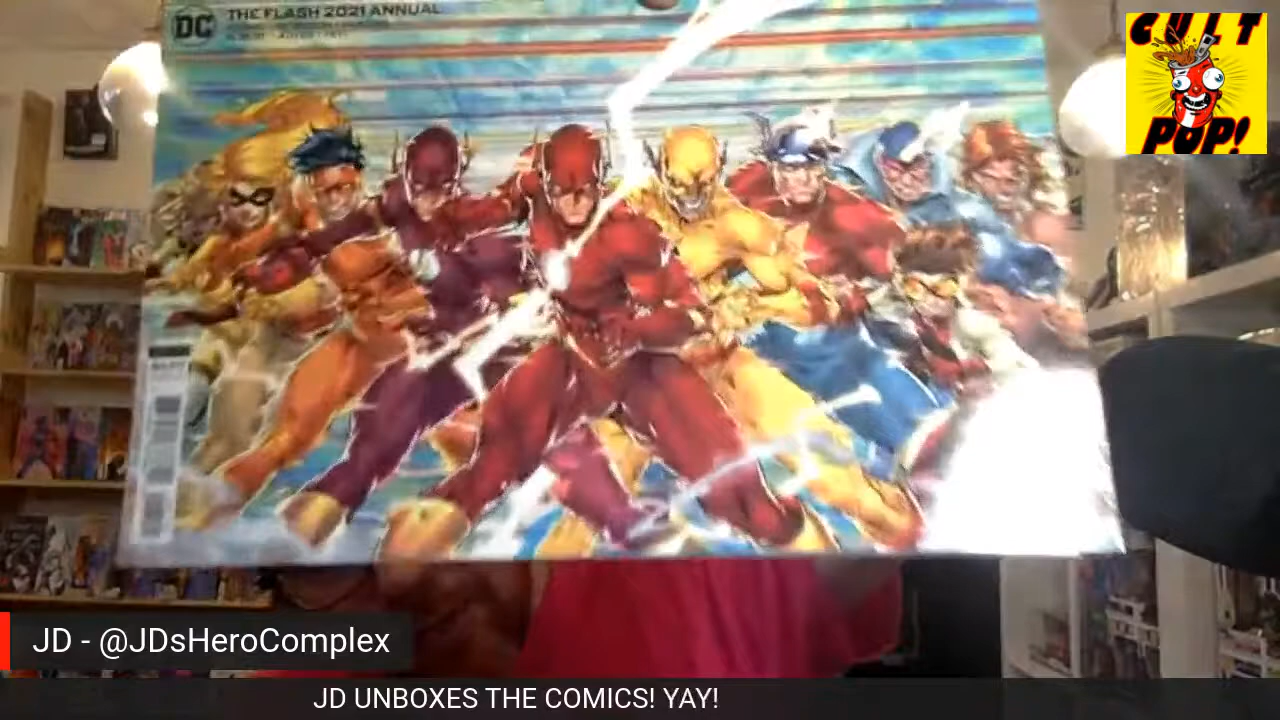 DC
THE FLASH 2021 ANNUAL
CULT
POP!
JD - @JDsHeroComplex
JD UNBOXES THE COMICS! YAY!